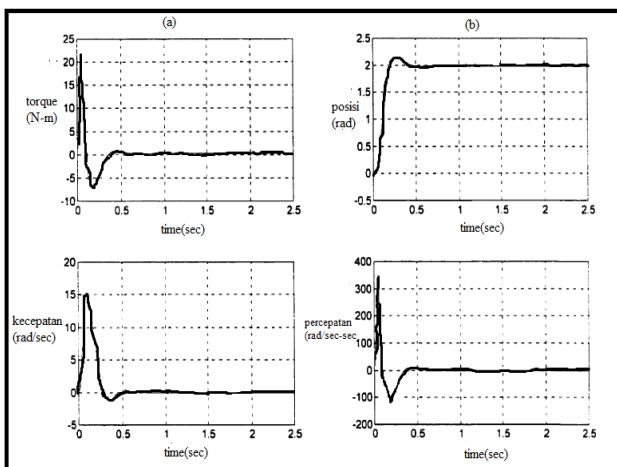 (a)
(b)
25
20
15
10
5
0
-5
-10
torque
(N-m)
0 0.5 1 1.5 2 2.5
time(sec)
2.5
2
1.5
1
0.5
0
-0.5
posisi
(rad)
0 0.5 1 1.5 2 2.5
time(sec)
20
15
10
5
0
-5
kecepatan
(rad/sec)
0 0.5 1 1.5 2 2.5
time(sec)
400
300
200
100
0
-100
-200
percepatan
(rad/sec-sec
0 0.5 1 1.5 2 2.5
time(sec)